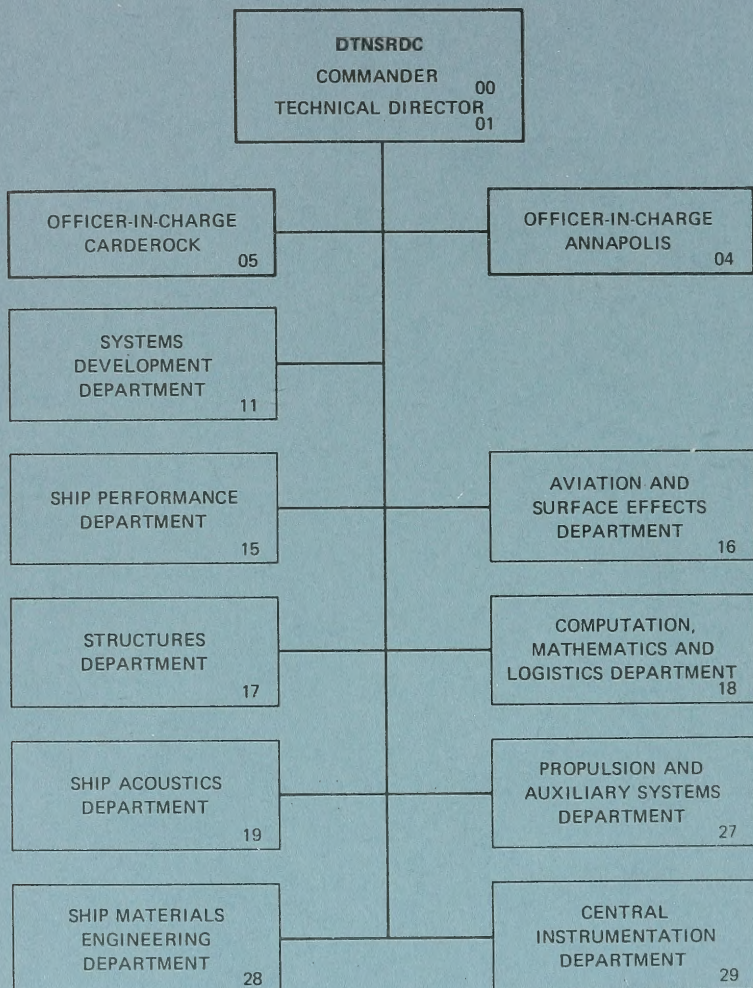 DTNSRDC
COMMANDER
00
TECHNICAL DIRECTOR
01
OFFICER-IN-CHARGE
CARDEROCK
05
OFFICER-IN-CHARGE
ANNAPOLIS
04
SYSTEMS
DEVELOPMENT
DEPARTMENT
11
SHIP PERFORMANCE
DEPARTMENT
15
AVIATION AND
SURFACE EFFECTS
DEPARTMENT
16
STRUCTURES
DEPARTMENT
17
COMPUTATION,
MATHEMATICS AND
LOGISTICS DEPARTMENT
18
SHIP ACOUSTICS
DEPARTMENT
19
PROPULSION AND
AUXILIARY SYSTEMS
DEPARTMENT
27
SHIP MATERIALS
ENGINEERING
DEPARTMENT
28
CENTRAL
INSTRUMENTATION
DEPARTMENT
29